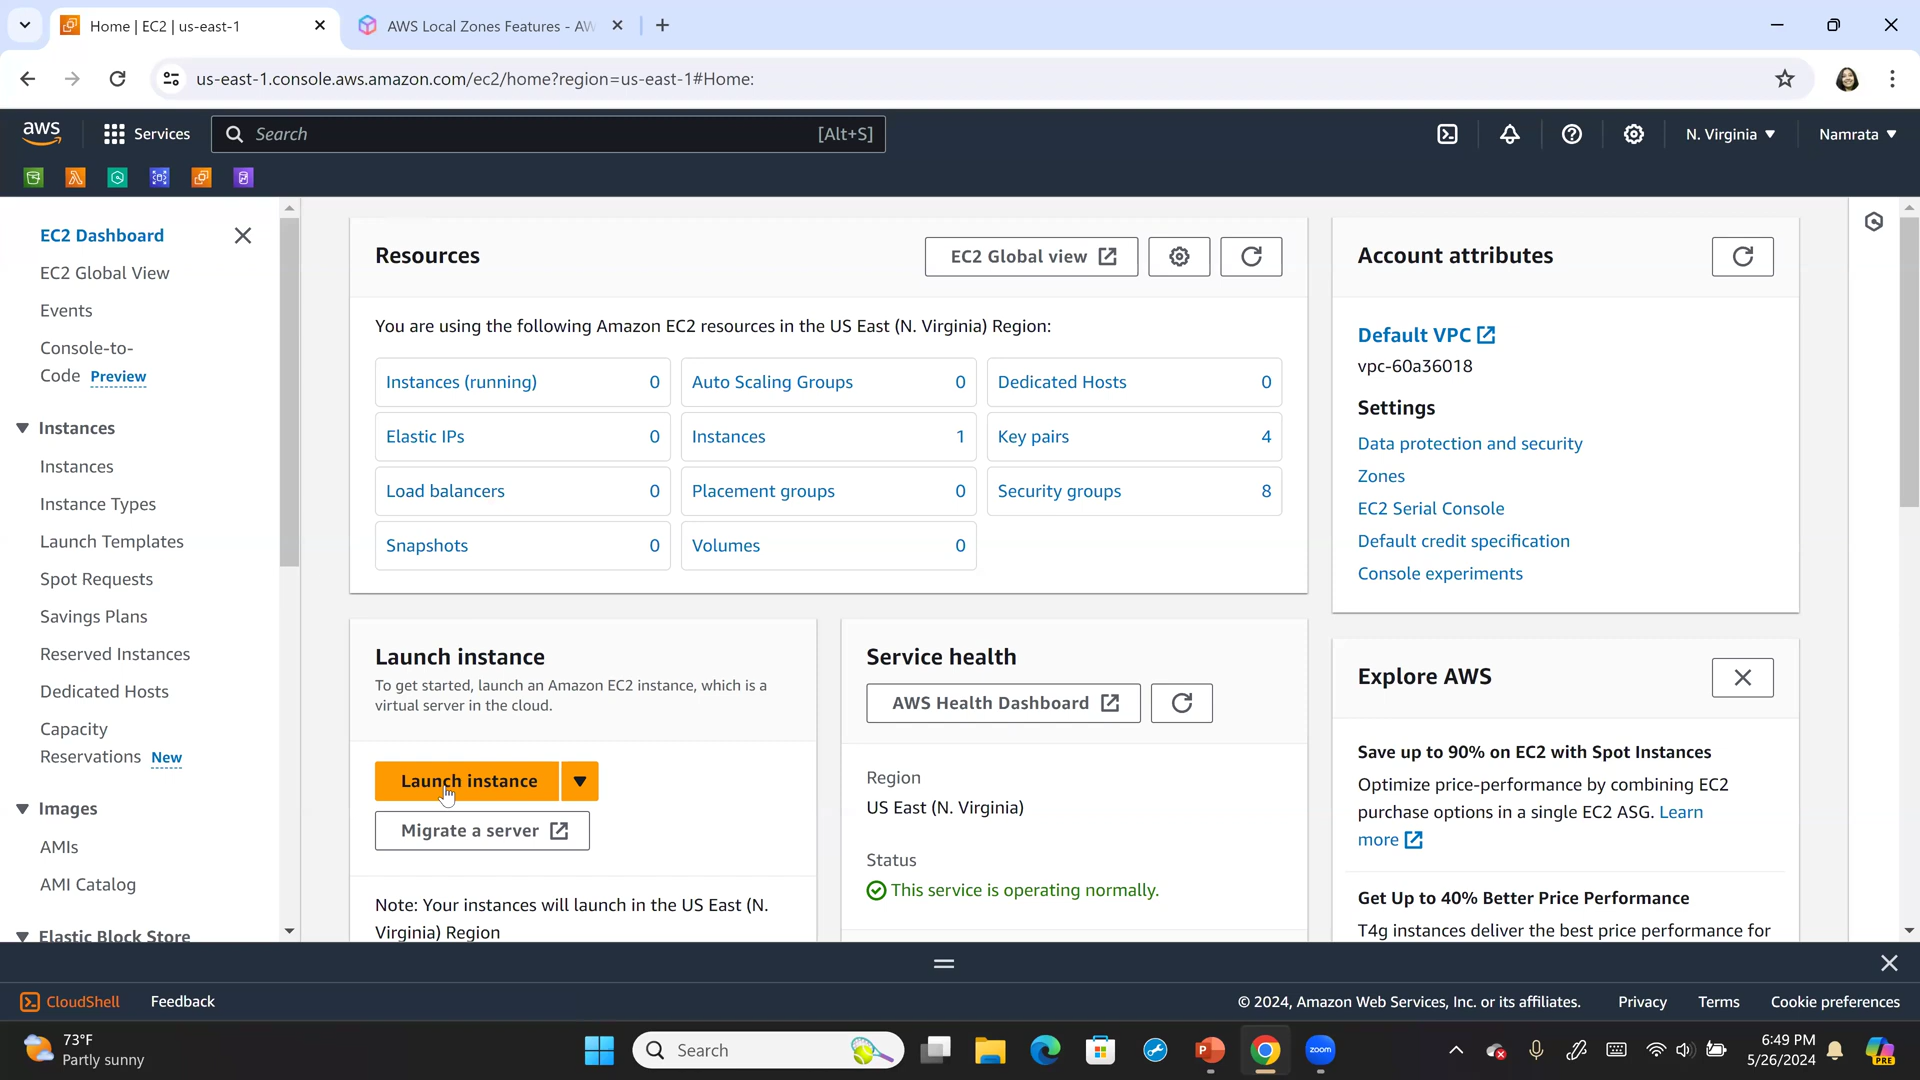 Home | EC2 | us-east-1
AWS Local Zones Features - AW
us-east-1.console.aws.amazon.com/ec2/home?region=us-east-1#Home:
aws
Services
Search
[Alt+S]
N. Virginia
Namrata
EC2 Dashboard
EC2 Global View
Events
Console-to-
Code Preview
Instances
Instances
Instance Types
Launch Templates
Spot Requests
Savings Plans
Reserved Instances
Dedicated Hosts
Capacity
Reservations New
Images
AMIs
AMI Catalog
Elastic Block Store
Resources
EC2 Global view
You are using the following Amazon EC2 resources in the US East (N. Virginia) Region:
Instances (running) 0
Auto Scaling Groups 0
Dedicated Hosts 0
Elastic IPs 0
Instances 1
Key pairs 4
Load balancers 0
Placement groups 0
Security groups 8
Snapshots 0
Volumes 0
Launch instance
To get started, launch an Amazon EC2 instance, which is a
virtual server in the cloud.
Launch instance
Migrate a server
Note: Your instances will launch in the US East (N.
Virginia) Region
Service health
AWS Health Dashboard
Region
US East (N. Virginia)
Status
This service is operating normally.
Account attributes
Default VPC
vpc-60a36018
Settings
Data protection and security
Zones
EC2 Serial Console
Default credit specification
Console experiments
Explore AWS
Save up to 90% on EC2 with Spot Instances
Optimize price-performance by combining EC2
purchase options in a single EC2 ASG. Learn
more
Get Up to 40% Better Price Performance
T4g instances deliver the best price performance for
CloudShell
Feedback
© 2024, Amazon Web Services, Inc. or its affiliates.
Privacy
Terms
Cookie preferences
73°F
Partly sunny
Search
zoom
6:49 PM
5/26/2024
PRE